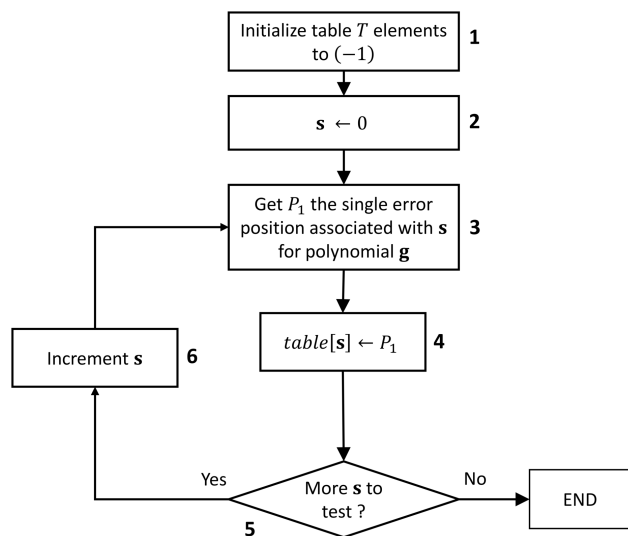 Initialize table T elements
to (−1)
1
s ← 0
2
Get P₁ the single error
position associated with s
for polynomial g
3
table[s] ← P₁
4
Increment s
6
Yes
More s to
test ?
No
5
END